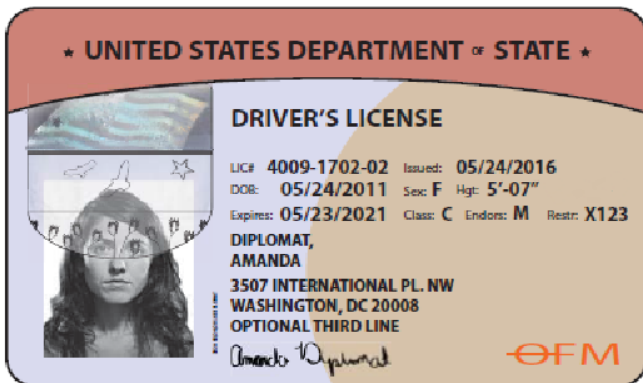 ★ UNITED STATES DEPARTMENT OF STATE ★
DRIVER'S LICENSE
LIC# 4009-1702-02 Issued: 05/24/2016
DOB: 05/24/2011 Sex: F Hgt: 5'-07"
Expires: 05/23/2021 Class: C Endors: M Restr: X123
DIPLOMAT,
AMANDA
3507 INTERNATIONAL PL. NW
WASHINGTON, DC 20008
OPTIONAL THIRD LINE
Amanda Diplomat
OFM